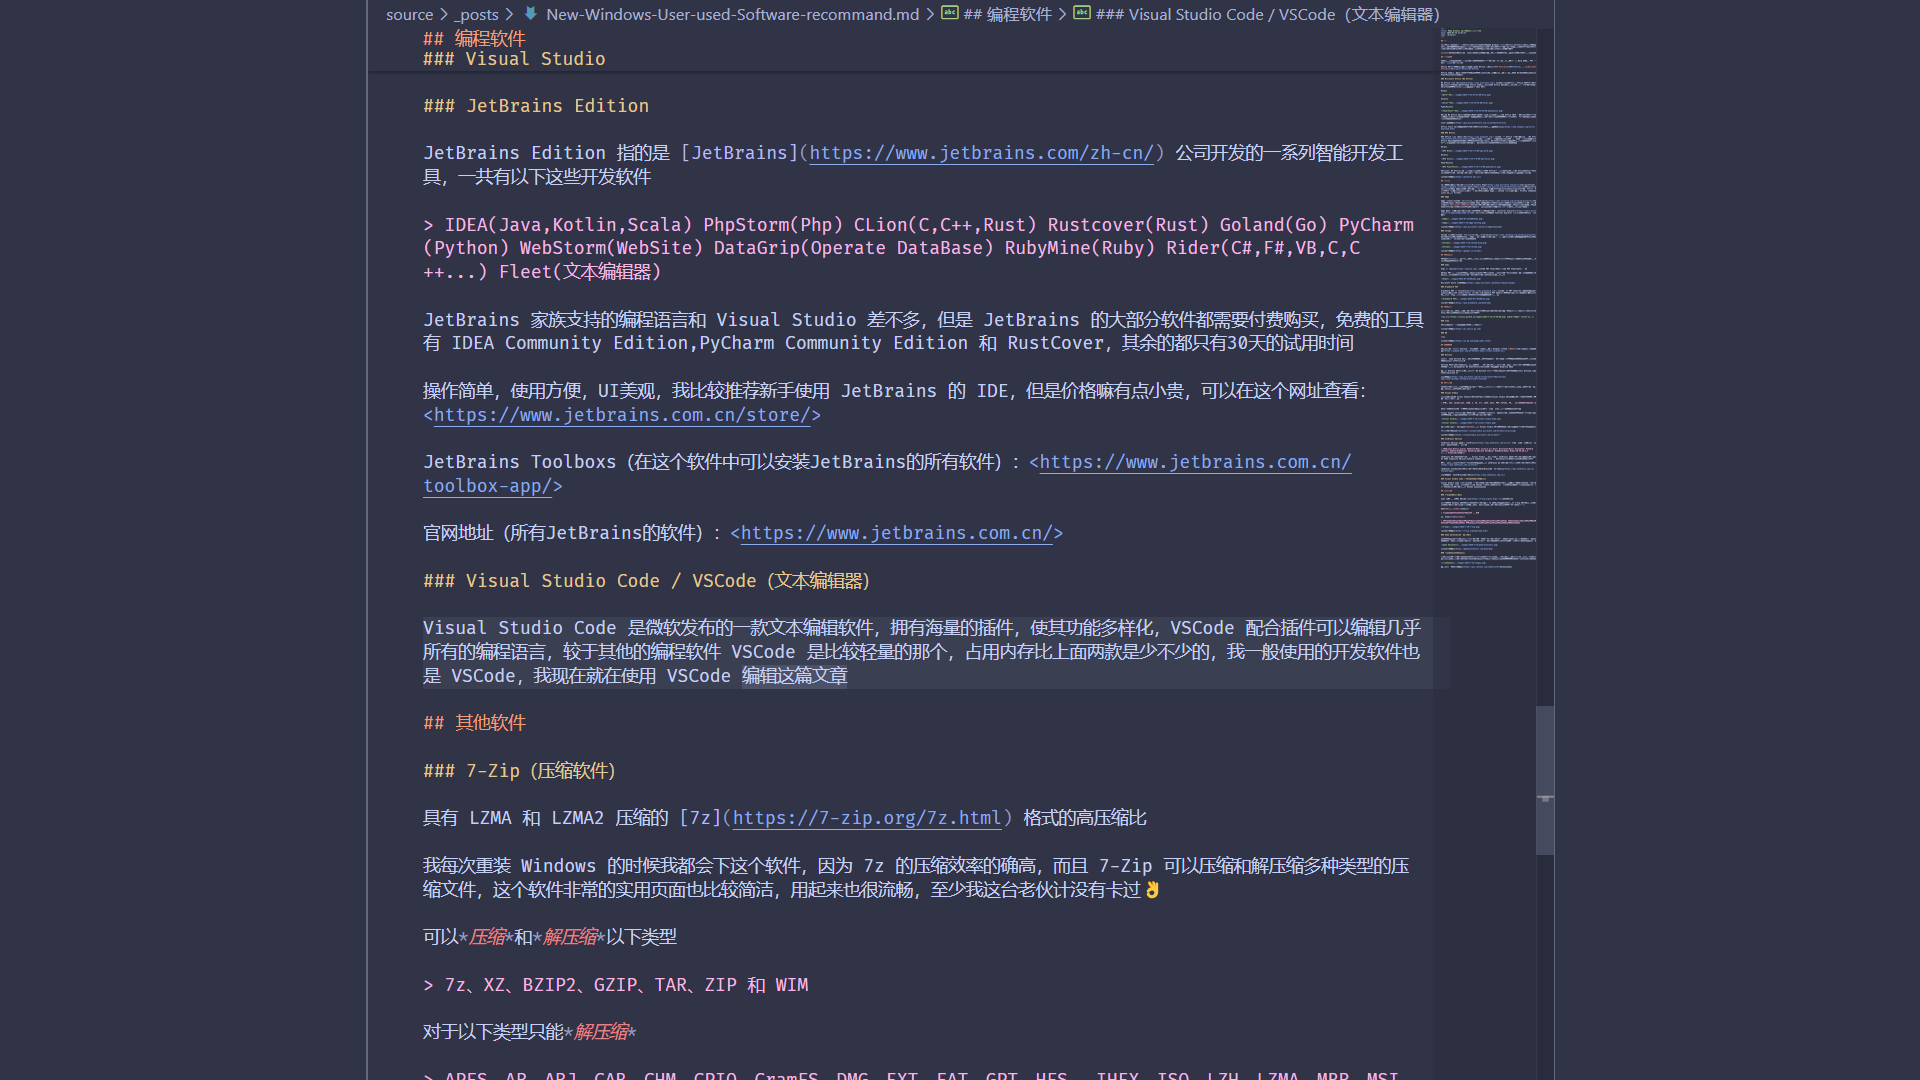 source > _posts > New-Windows-User-used-Software-recommand.md > ## 编程软件 > ### Visual Studio Code / VSCode（文本编辑器）
## 编程软件
### Visual Studio
### JetBrains Edition
JetBrains Edition 指的是 [JetBrains](https://www.jetbrains.com/zh-cn/) 公司开发的一系列智能开发工
具，一共有以下这些开发软件
> IDEA(Java,Kotlin,Scala) PhpStorm(Php) CLion(C,C++,Rust) Rustcover(Rust) Goland(Go) PyCharm
(Python) WebStorm(WebSite) DataGrip(Operate DataBase) RubyMine(Ruby) Rider(C#,F#,VB,C,C
++...) Fleet(文本编辑器)
JetBrains 家族支持的编程语言和 Visual Studio 差不多，但是 JetBrains 的大部分软件都需要付费购买，免费的工具
有 IDEA Community Edition,PyCharm Community Edition 和 RustCover，其余的都只有30天的试用时间
操作简单，使用方便，UI美观，我比较推荐新手使用 JetBrains 的 IDE，但是价格嘛有点小贵，可以在这个网址查看：
<https://www.jetbrains.com.cn/store/>
JetBrains Toolboxs（在这个软件中可以安装JetBrains的所有软件）：<https://www.jetbrains.com.cn/
toolbox-app/>
官网地址（所有JetBrains的软件）：<https://www.jetbrains.com.cn/>
### Visual Studio Code / VSCode（文本编辑器）
Visual Studio Code 是微软发布的一款文本编辑软件，拥有海量的插件，使其功能多样化，VSCode 配合插件可以编辑几乎
所有的编程语言，较于其他的编程软件 VSCode 是比较轻量的那个，占用内存比上面两款是少不少的，我一般使用的开发软件也
是 VSCode，我现在就在使用 VSCode 编辑这篇文章
## 其他软件
### 7-Zip（压缩软件）
具有 LZMA 和 LZMA2 压缩的 [7z](https://7-zip.org/7z.html) 格式的高压缩比
我每次重装 Windows 的时候我都会下这个软件，因为 7z 的压缩效率的确高，而且 7-Zip 可以压缩和解压缩多种类型的压
缩文件，这个软件非常的实用页面也比较简洁，用起来也很流畅，至少我这台老伙计没有卡过👌
可以*压缩*和*解压缩*以下类型
> 7z、XZ、BZIP2、GZIP、TAR、ZIP 和 WIM
对于以下类型只能*解压缩*
> APFS、AR、ARJ、CAB、CHM、CPIO、CramFS、DMG、EXT、FAT、GPT、HFS、 IHEX、ISO、LZH、LZMA、MBR、MSI、